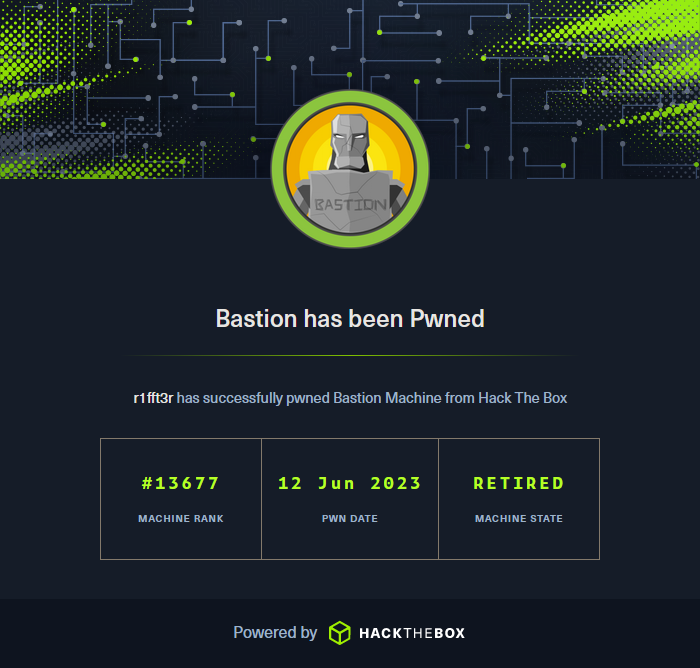 BASTION
Bastion has been Pwned
r1fft3r has successfully pwned Bastion Machine from Hack The Box
#13677
MACHINE RANK
12 Jun 2023
PWN DATE
RETIRED
MACHINE STATE
Powered by HACKTHEBOX